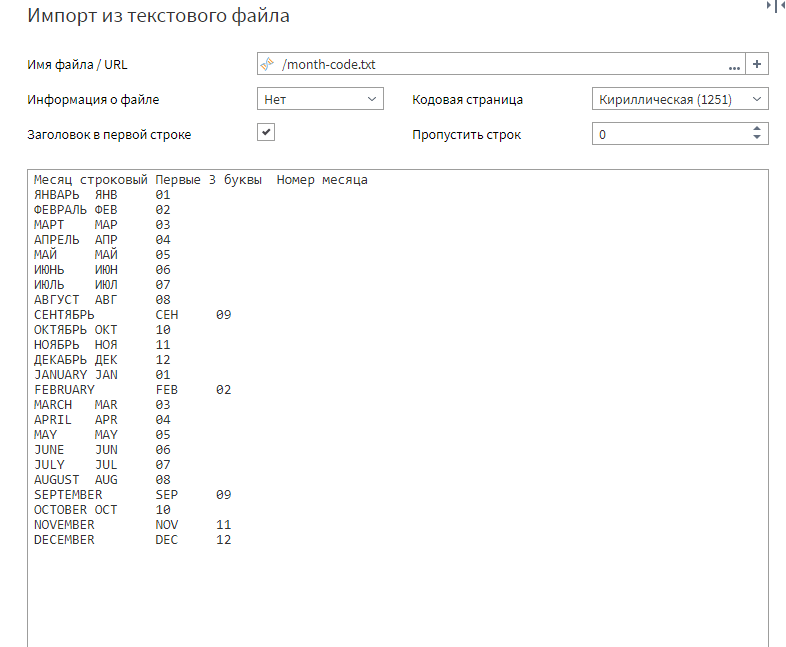 Импорт из текстового файла
Имя файла / URL /month-code.txt ... +
Информация о файле Нет Кодовая страница Кириллическая (1251)
Заголовок в первой строке Пропустить строк 0
Месяц строковый Первые 3 буквы Номер месяца
ЯНВАРЬ ЯНВ 01
ФЕВРАЛЬ ФЕВ 02
МАРТ МАР 03
АПРЕЛЬ АПР 04
МАЙ МАЙ 05
ИЮНЬ ИЮН 06
ИЮЛЬ ИЮЛ 07
АВГУСТ АВГ 08
СЕНТЯБРЬ СЕН 09
ОКТЯБРЬ ОКТ 10
НОЯБРЬ НОЯ 11
ДЕКАБРЬ ДЕК 12
JANUARY JAN 01
FEBRUARY FEB 02
MARCH MAR 03
APRIL APR 04
MAY MAY 05
JUNE JUN 06
JULY JUL 07
AUGUST AUG 08
SEPTEMBER SEP 09
OCTOBER OCT 10
NOVEMBER NOV 11
DECEMBER DEC 12